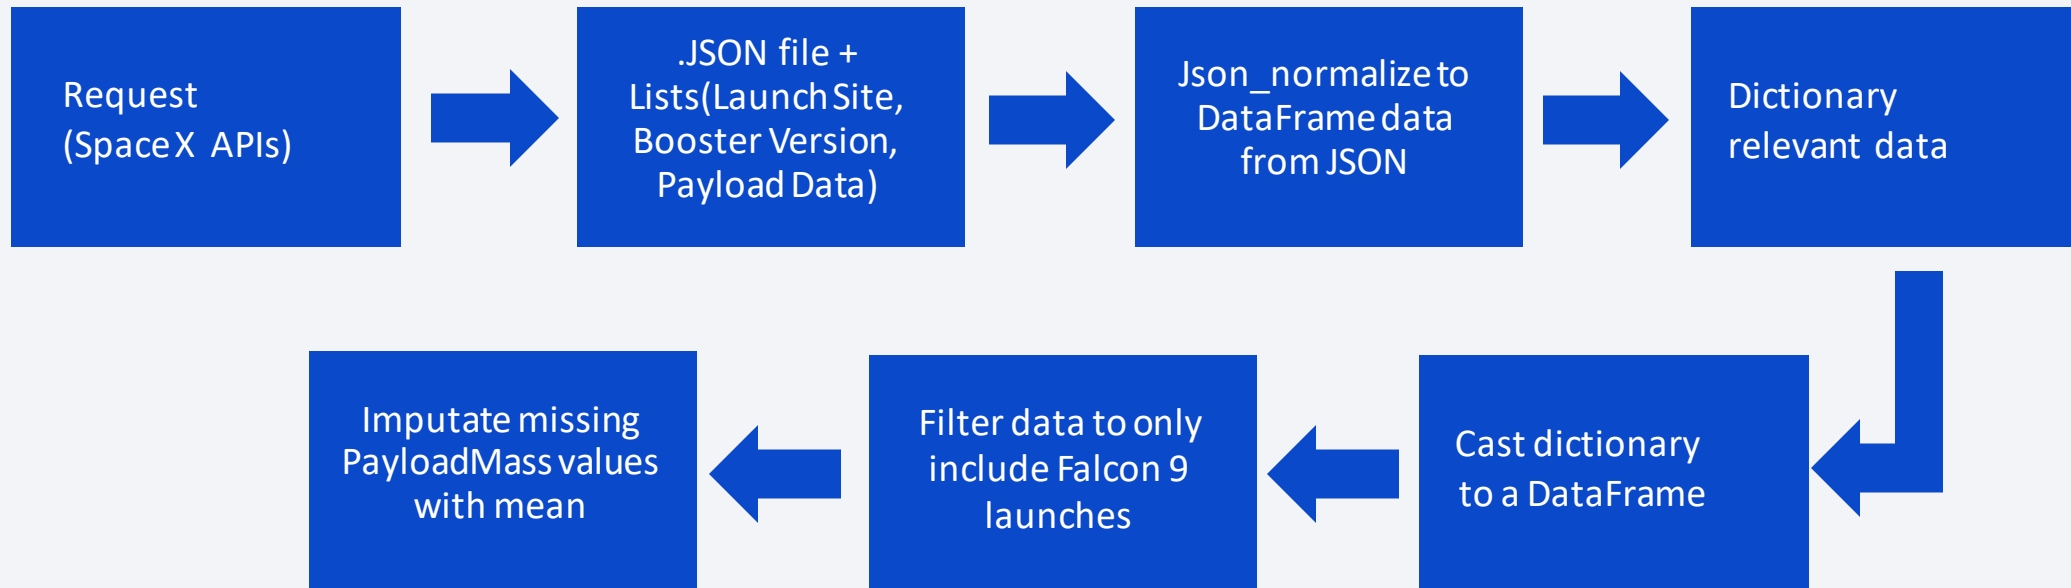 Request
(SpaceX APIs)
.JSON file +
Lists(Launch Site,
Booster Version,
Payload Data)
Json_normalize to
DataFrame data
from JSON
Dictionary
relevant data
Cast dictionary
to a DataFrame
Filter data to only
include Falcon 9
launches
Imputate missing
PayloadMass values
with mean